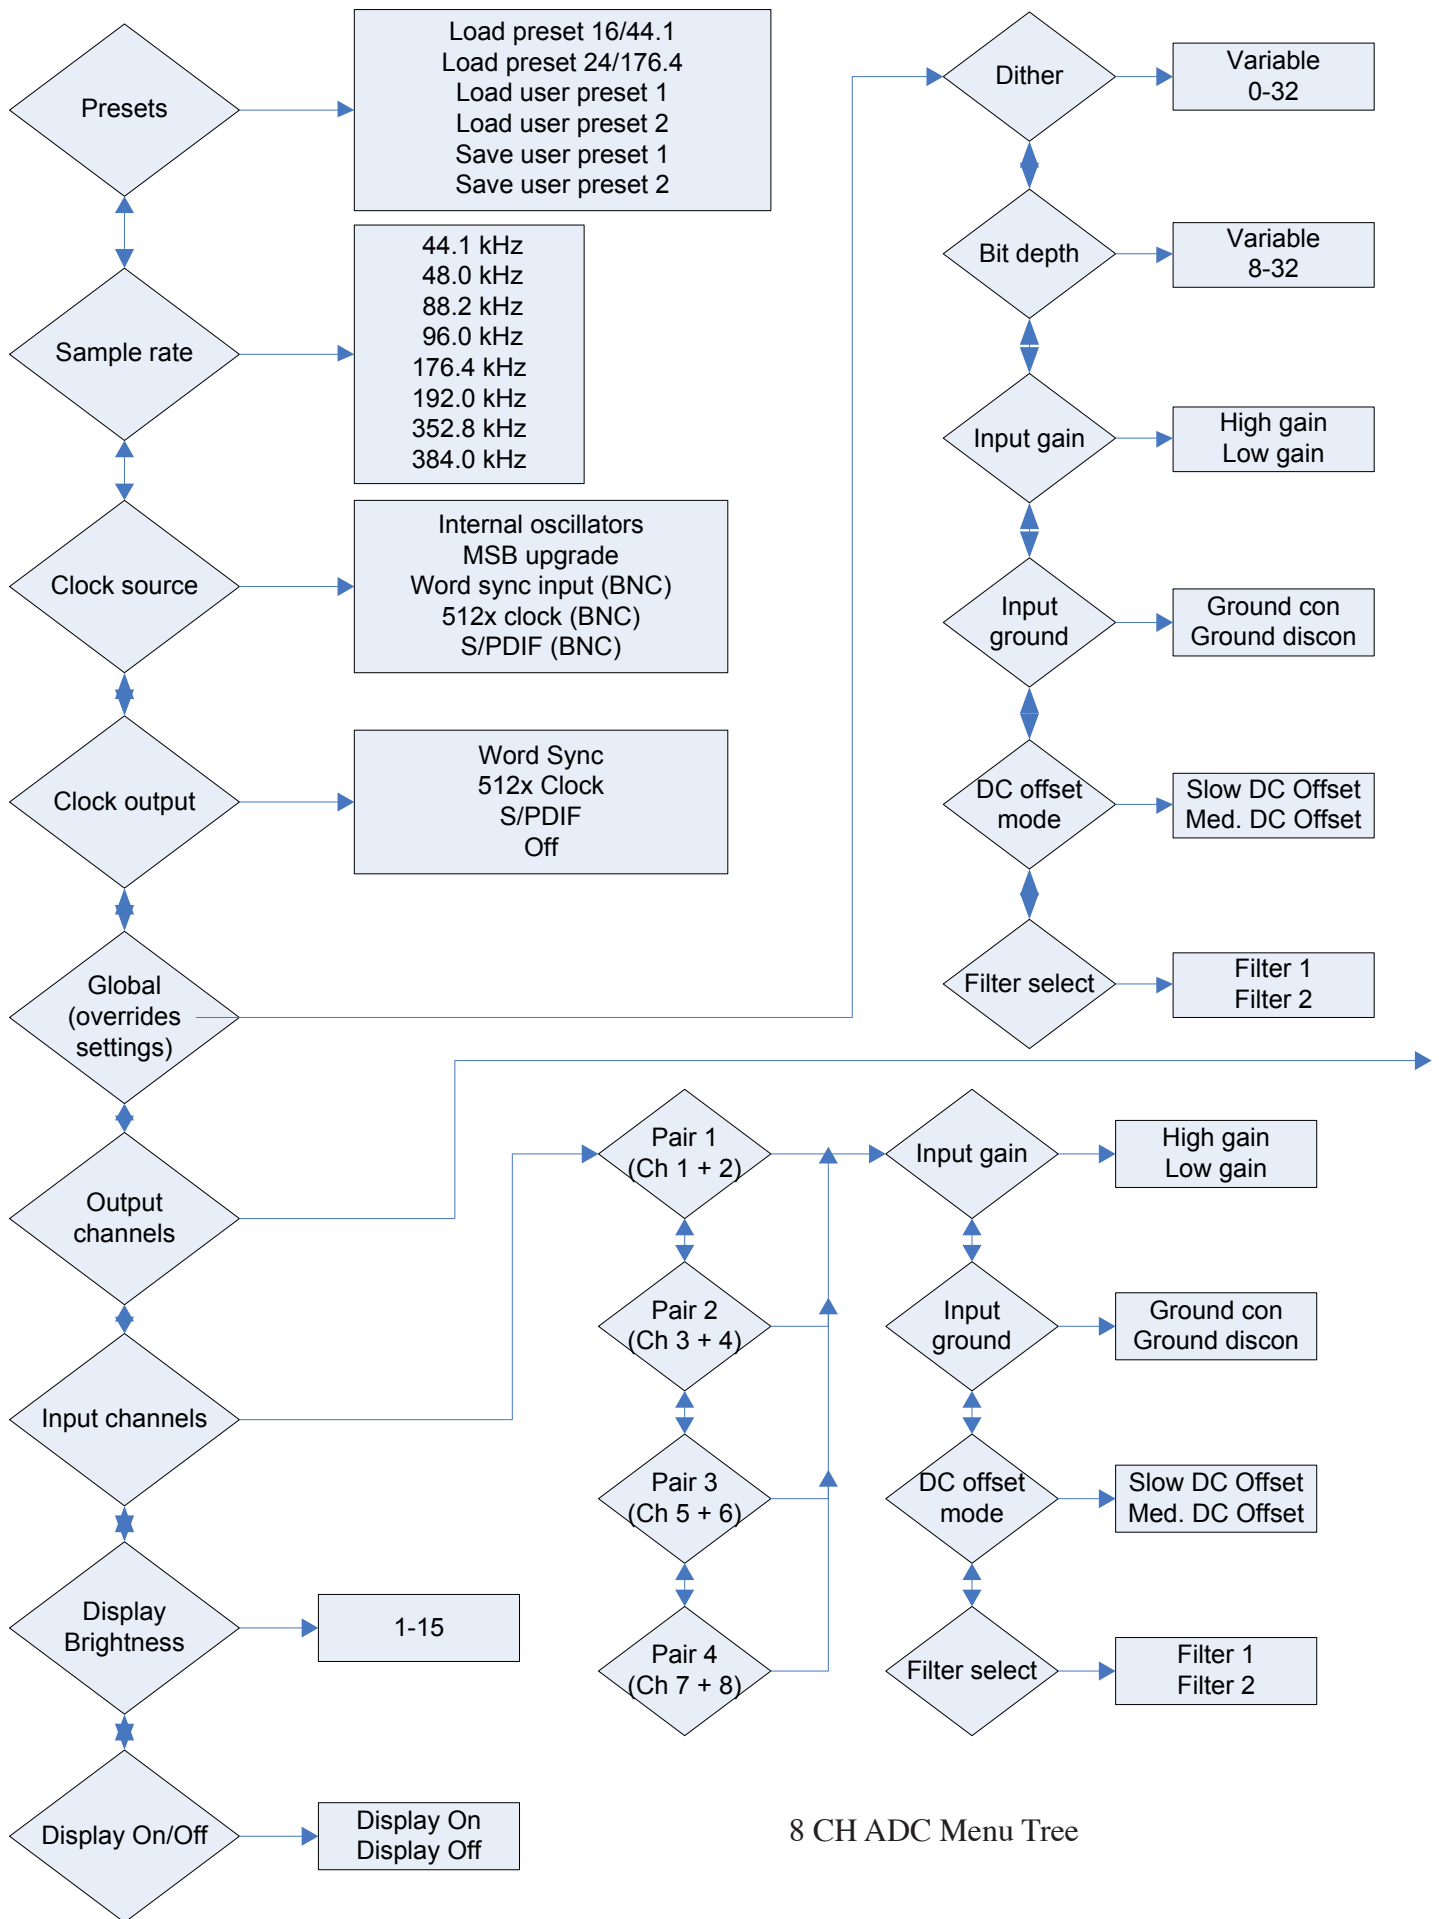 Presets
Load preset 16/44.1
Load preset 24/176.4
Load user preset 1
Load user preset 2
Save user preset 1
Save user preset 2
Sample rate
44.1 kHz
48.0 kHz
88.2 kHz
96.0 kHz
176.4 kHz
192.0 kHz
352.8 kHz
384.0 kHz
Clock source
Internal oscillators
MSB upgrade
Word sync input (BNC)
512x clock (BNC)
S/PDIF (BNC)
Clock output
Word Sync
512x Clock
S/PDIF
Off
Global
(overrides
settings)
Dither
Variable
0-32
Bit depth
Variable
8-32
Input gain
High gain
Low gain
Input
ground
Ground con
Ground discon
DC offset
mode
Slow DC Offset
Med. DC Offset
Filter select
Filter 1
Filter 2
Output
channels
Input channels
Pair 1
(Ch 1 + 2)
Pair 2
(Ch 3 + 4)
Pair 3
(Ch 5 + 6)
Pair 4
(Ch 7 + 8)
Input gain
High gain
Low gain
Input
ground
Ground con
Ground discon
DC offset
mode
Slow DC Offset
Med. DC Offset
Filter select
Filter 1
Filter 2
Display
Brightness
1-15
Display On/Off
Display On
Display Off
8 CH ADC Menu Tree